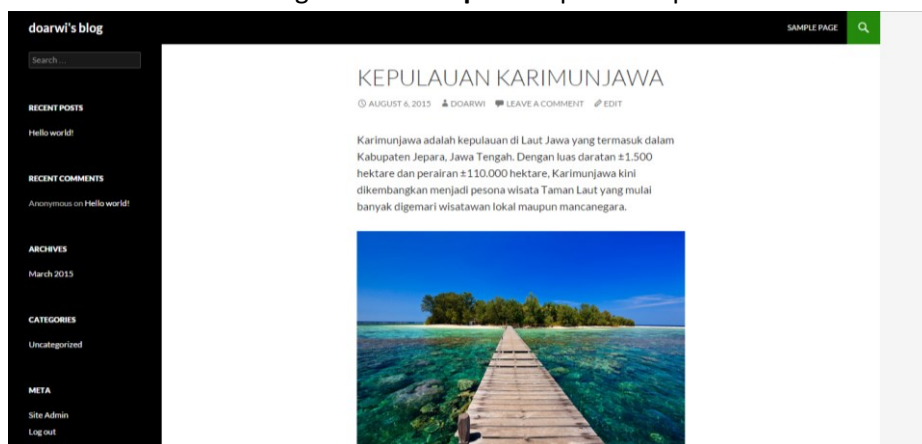 doarwi's blog
SAMPLE PAGE
Search ...
RECENT POSTS
Hello world!
RECENT COMMENTS
Anonymous on Hello world!
ARCHIVES
March 2015
CATEGORIES
Uncategorized
META
Site Admin
Log out
KEPULAUAN KARIMUNJAWA
AUGUST 6, 2015 DOARWI LEAVE A COMMENT EDIT
Karimunjawa adalah kepulauan di Laut Jawa yang termasuk dalam
Kabupaten Jepara, Jawa Tengah. Dengan luas daratan ±1.500
hektare dan perairan ±110.000 hektare, Karimunjawa kini
dikembangkan menjadi pesona wisata Taman Laut yang mulai
banyak digemari wisatawan lokal maupun mancanegara.